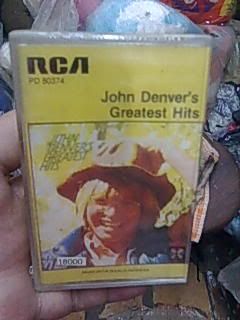 RCA
PD 80374
John Denver's
Greatest Hits
JOHN
DENVER'S
GREATEST
HITS
18000